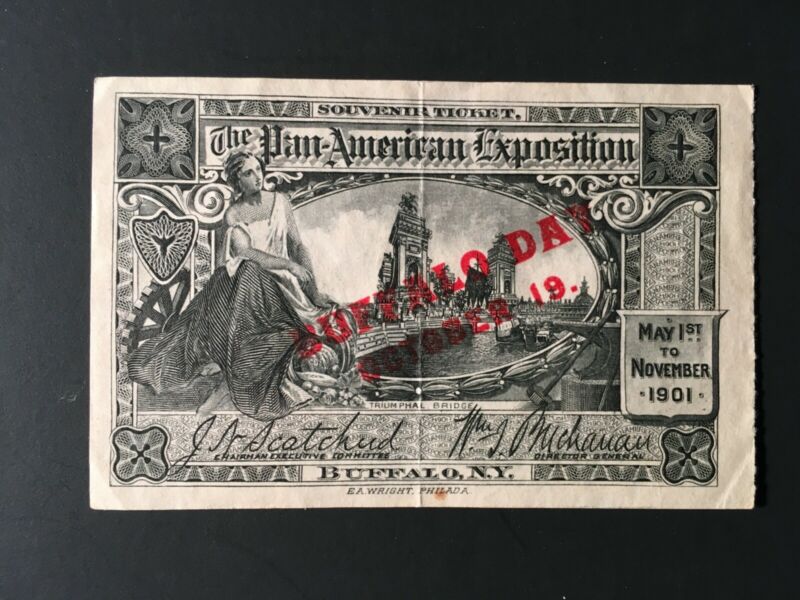 SOUVENIR TICKET.
The Pan-American Exposition
BUFFALO DAY
OCTOBER 19.
MAY 1ST
TO
NOVEMBER
1901
TRIUMPHAL BRIDGE
J N Scatcherd
CHAIRMAN EXECUTIVE COMMITTEE
Wm I Buchanan
DIRECTOR GENERAL
BUFFALO, N.Y.
E.A. WRIGHT, PHILADA.